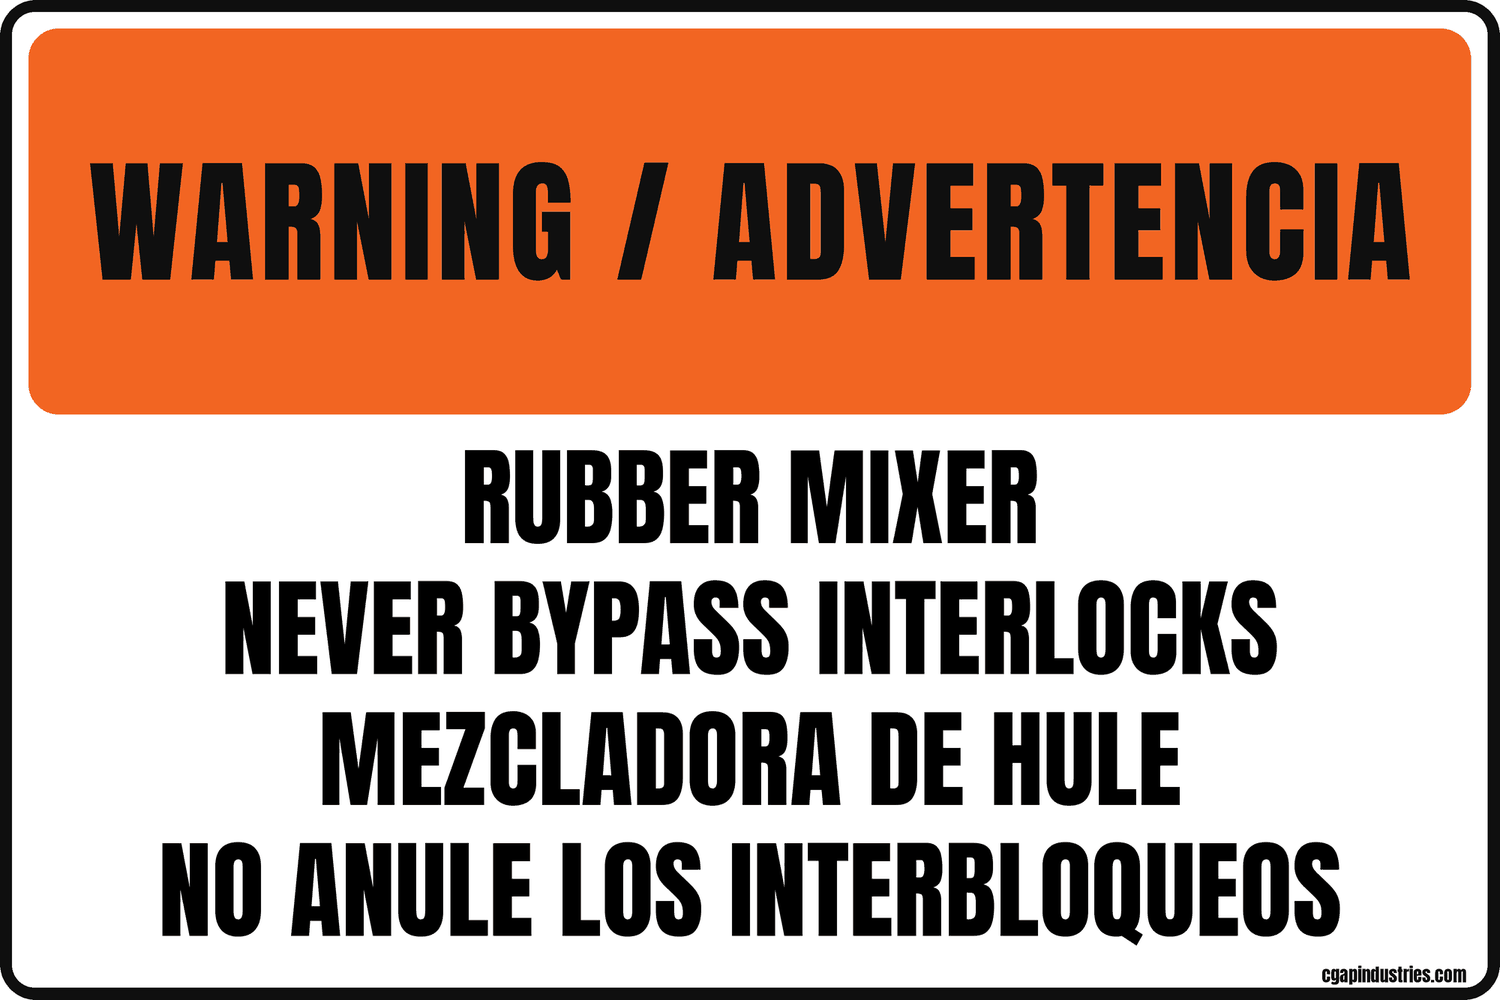 WARNING / ADVERTENCIA
RUBBER MIXER
NEVER BYPASS INTERLOCKS
MEZCLADORA DE HULE
NO ANULE LOS INTERBLOQUEOS
cgapindustries.com